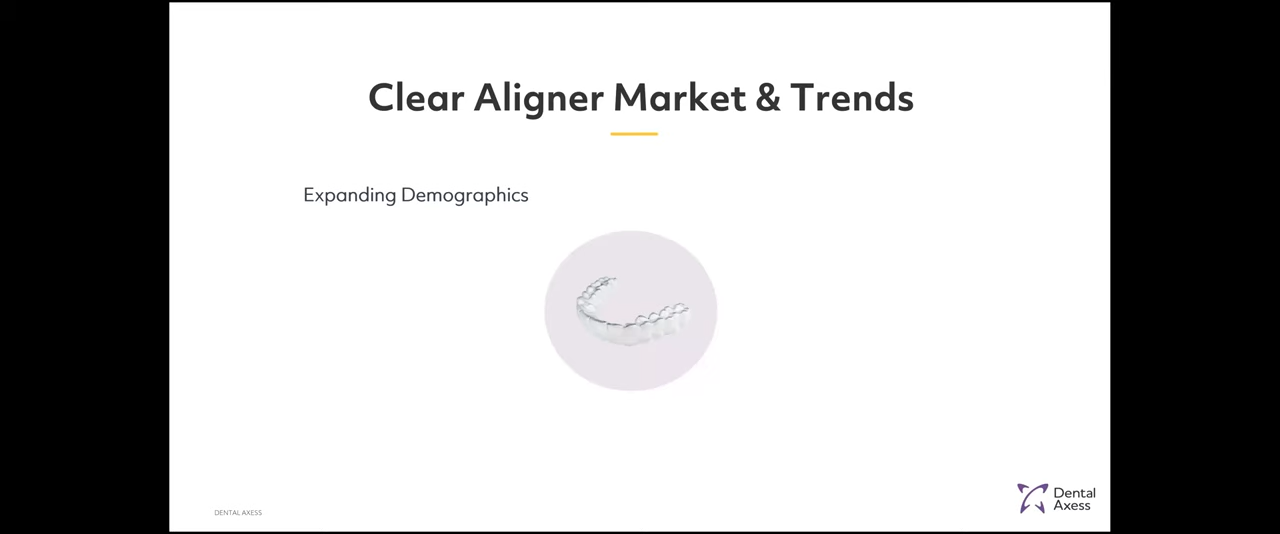 Clear Aligner Market & Trends
Expanding Demographics
DENTAL AXESS
Dental
Axess